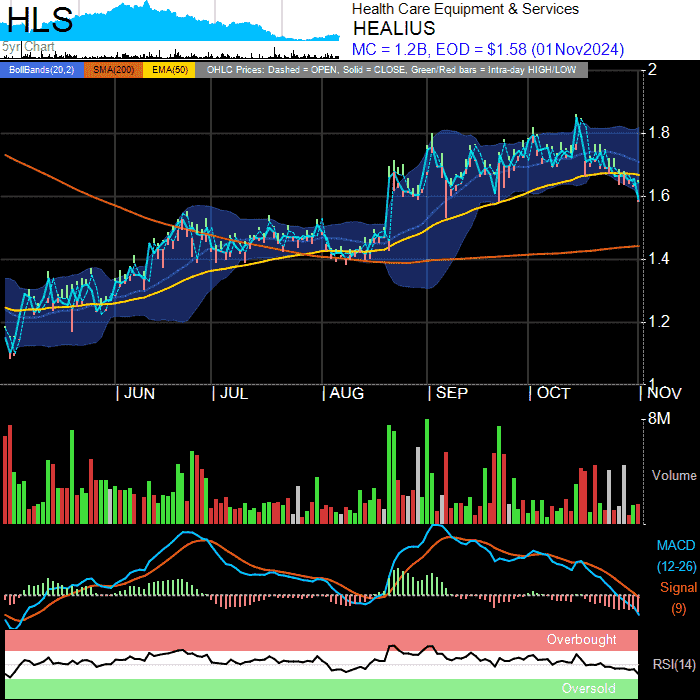 HLS
Health Care Equipment & Services
HEALIUS
5yr Chart
MC = 1.2B, EOD = $1.58 (01Nov2024)
BollBands(20,2) SMA(200) EMA(50) OHLC Prices: Dashed = OPEN, Solid = CLOSE, Green/Red bars = Intra-day HIGH/LOW
2
1.8
1.6
1.4
1.2
1
JUN JUL AUG SEP OCT NOV
8M
Volume
MACD
(12-26)
Signal
(9)
Overbought
RSI(14)
Oversold